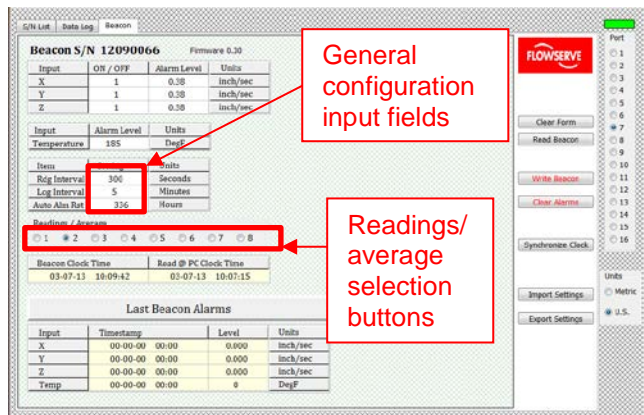 S/N List Data Log Beacon
Beacon S/N 12090066 Firmware 0.30
Input ON / OFF Alarm Level Units
X 1 0.38 inch/sec
Y 1 0.38 inch/sec
Z 1 0.38 inch/sec
Input Alarm Level Units
Temperature 185 DegF
Item Units
Rdg Interval 300 Seconds
Log Interval 5 Minutes
Auto Alm Rst 336 Hours
Readings / Average
1 2 3 4 5 6 7 8
Beacon Clock Time Read @ PC Clock Time
03-07-13 10:09:42 03-07-13 10:07:15
Last Beacon Alarms
Input Timestamp Level Units
X 00-00-00 00:00 0.000 inch/sec
Y 00-00-00 00:00 0.000 inch/sec
Z 00-00-00 00:00 0.000 inch/sec
Temp 00-00-00 00:00 0 DegF
General
configuration
input fields
Readings/
average
selection
buttons
FLOWSERVE
Clear Form
Read Beacon
Write Beacon
Clear Alarms
Synchronize Clock
Import Settings
Export Settings
Port
1
2
3
4
5
6
7
8
9
10
11
12
13
14
15
16
Units
Metric
U.S.